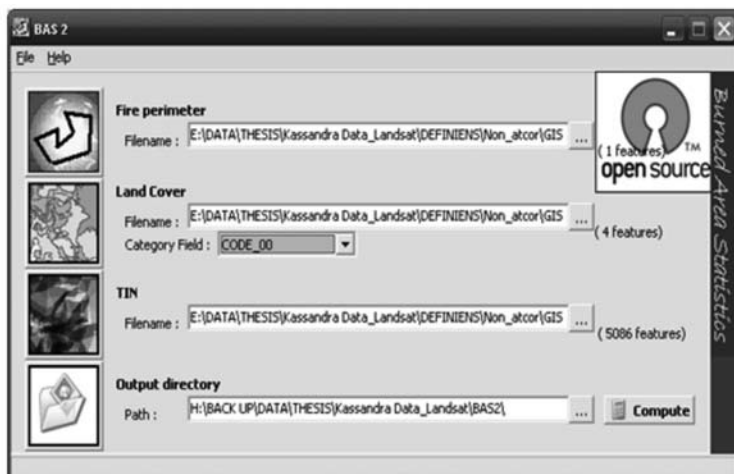 BAS 2
File Help
Fire perimeter
Filename : E:\DATA\THESIS\Kassandra Data_Landsat\DEFINIENS\Non_atcor\GIS ...
( 1 features)
open source™
Land Cover
Filename : E:\DATA\THESIS\Kassandra Data_Landsat\DEFINIENS\Non_atcor\GIS ...
( 4 features)
Category Field : CODE_00
TIN
Filename : E:\DATA\THESIS\Kassandra Data_Landsat\DEFINIENS\Non_atcor\GIS ...
( 5086 features)
Output directory
Path : H:\BACK UP\DATA\THESIS\Kassandra Data_Landsat\BAS2\ ... Compute
Burned Area Statistics